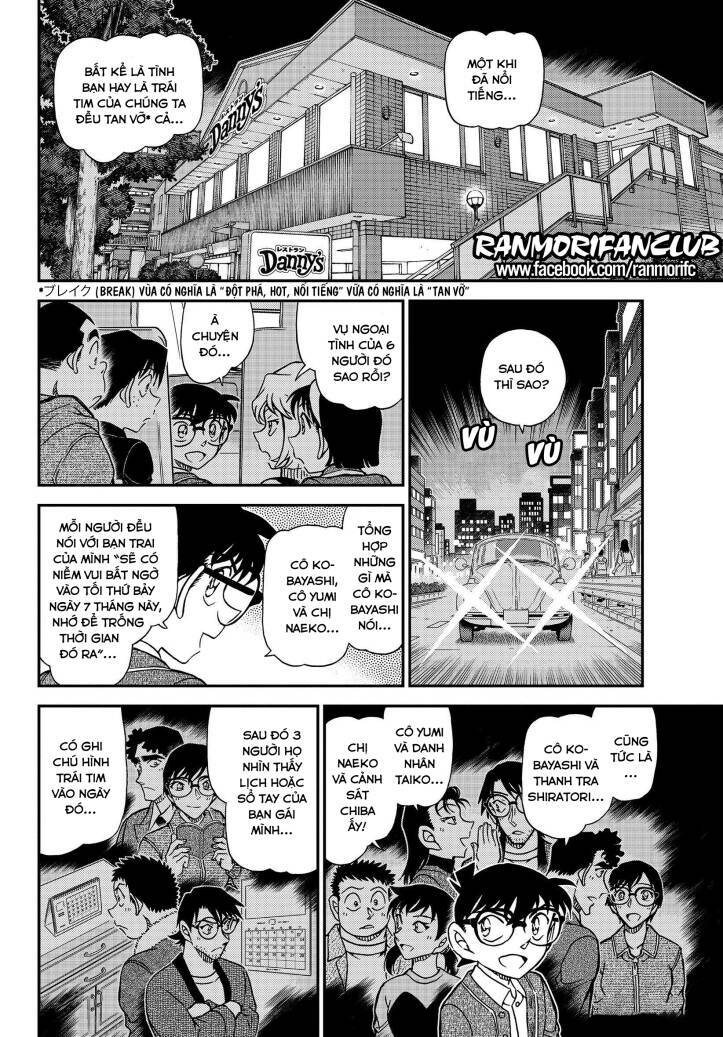 MỘT KHI
ĐÃ NỔI
TIẾNG...
BẤT KỂ LÀ TÌNH
BẠN HAY LÀ TRÁI
TIM CỦA CHÚNG TA
ĐỀU TAN VỠ* CẢ...
Danny's
レストラン
Danny's
RANMORIFANCLUB
www.facebook.com/ranmorifc
*ブレイク (BREAK) VỪA CÓ NGHĨA LÀ "ĐỘT PHÁ, HOT, NỔI TIẾNG" VỪA CÓ NGHĨA LÀ "TAN VỠ"
SAU ĐÓ
THÌ SAO?
VÙ
VÙ
VỤ NGOẠI
TÌNH CỦA 6
NGƯỜI ĐÓ
SAO RỒI?
À
CHUYỆN
ĐÓ...
TỔNG
HỢP
NHỮNG
GÌ MÀ
CÔ KO-
BAYASHI
NÓI...
CÔ KO-
BAYASHI,
CÔ YUMI
VÀ CHỊ
NAEKO...
MỖI NGƯỜI ĐỀU
NÓI VỚI BẠN TRAI
CỦA MÌNH "SẼ CÓ
NIỀM VUI BẤT NGỜ
VÀO TỐI THỨ BẢY
NGÀY 7 THÁNG NÀY,
NHỚ ĐỂ TRỐNG
THỜI GIAN
ĐÓ RA"...
CŨNG
TỨC LÀ
...
CÔ KO-
BAYASHI VÀ
THANH TRA
SHIRATORI...
CÔ YUMI
VÀ DANH
NHÂN
TAIKO...
CHỊ
NAEKO
VÀ CẢNH
SÁT
CHIBA
ẤY!
SAU ĐÓ 3
NGƯỜI HỌ
NHÌN THẤY
LỊCH HOẶC
SỔ TAY CỦA
BẠN GÁI
MÌNH...
CÓ GHI
CHÚ HÌNH
TRÁI TIM
VÀO NGÀY
ĐÓ...